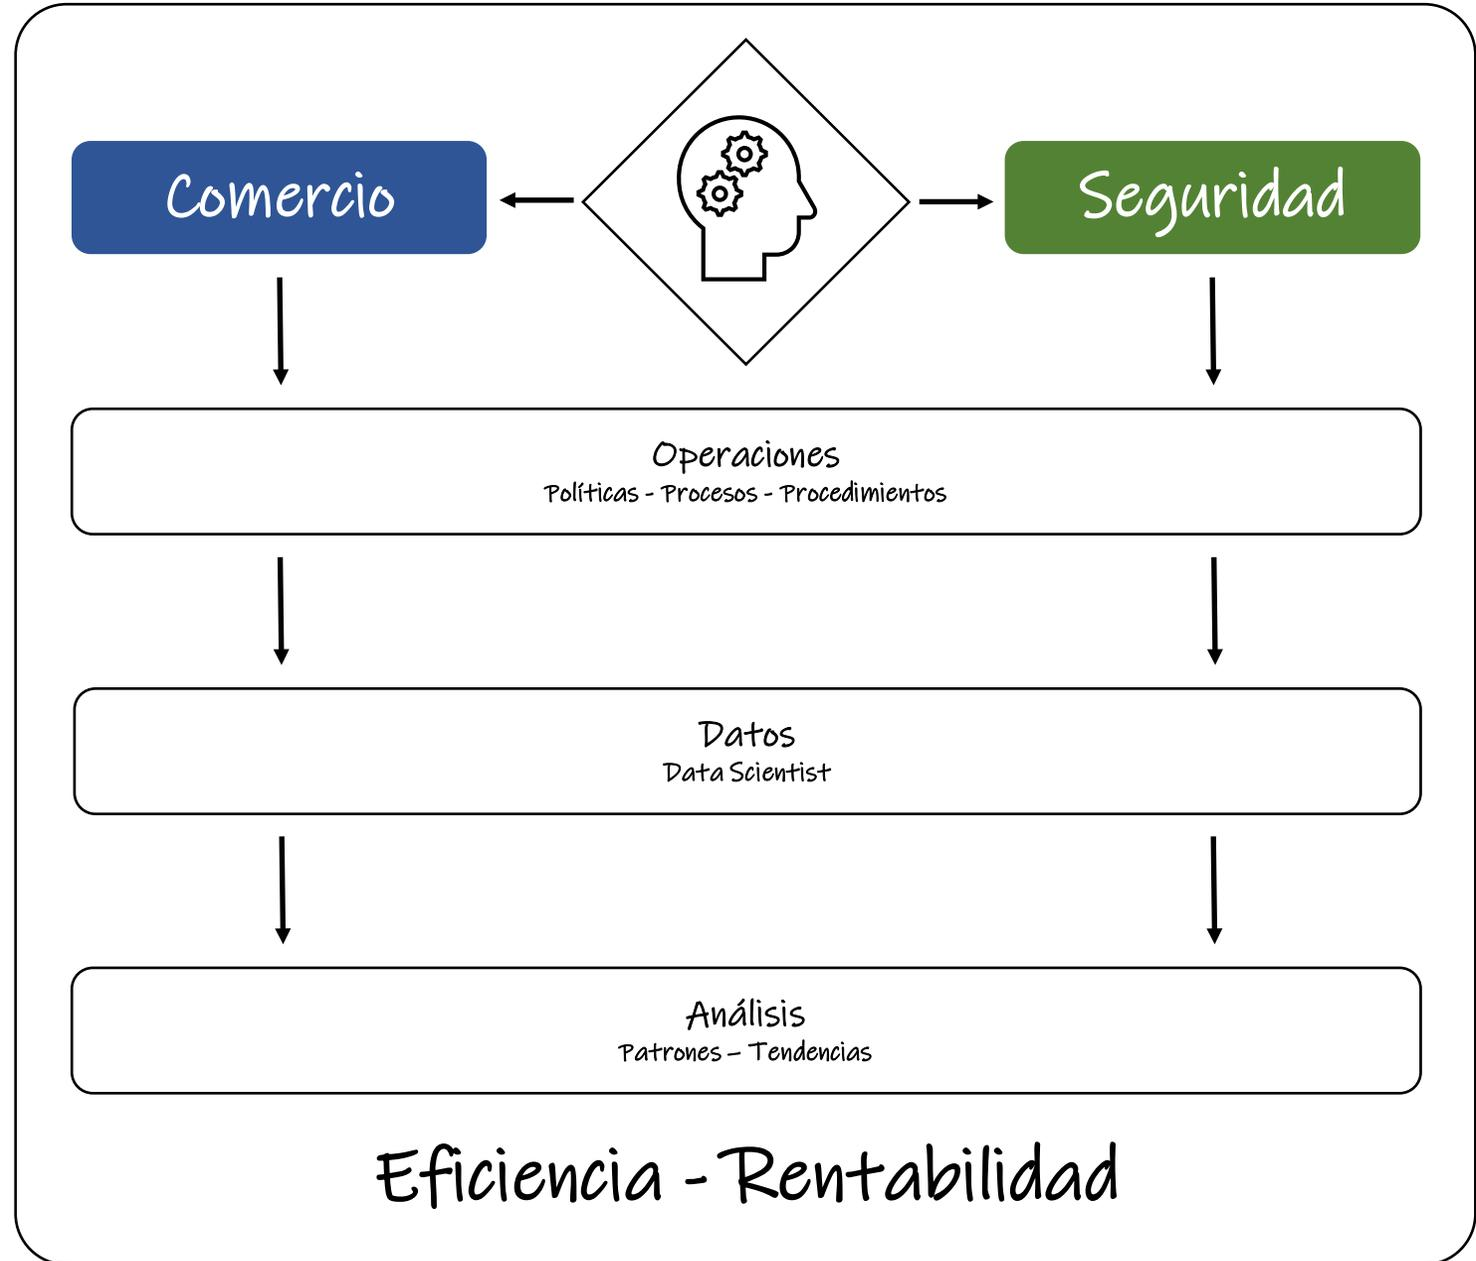 Comercio
Seguridad
Operaciones
Políticas - Procesos - Procedimientos
Datos
Data Scientist
Análisis
Patrones – Tendencias
Eficiencia - Rentabilidad